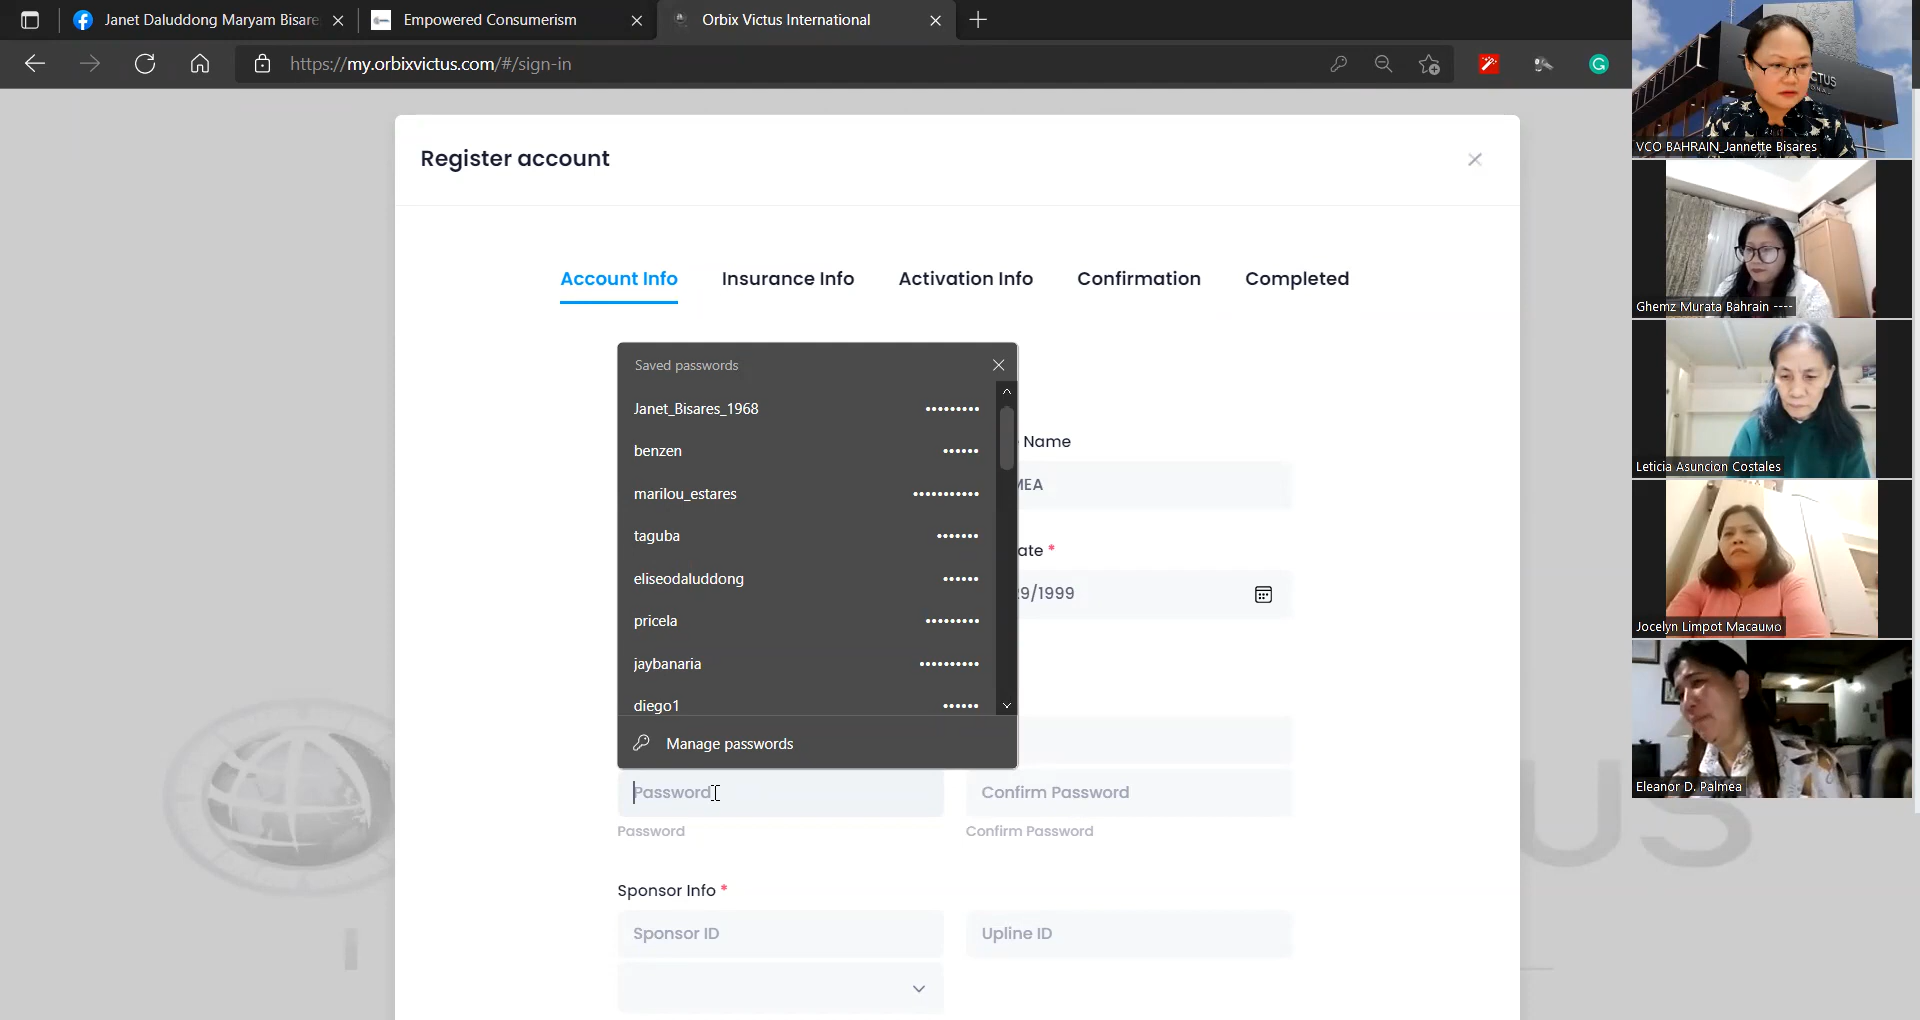 Janet Daluddong Maryam Bisare
Empowered Consumerism
Orbix Victus International
https://my.orbixvictus.com/#/sign-in
Register account
Account Info
Insurance Info
Activation Info
Confirmation
Completed
Saved passwords
Janet_Bisares_1968 •••••••••
benzen ••••••
marilou_estares •••••••••••
taguba •••••••
eliseodaluddong ••••••
pricela •••••••••
jaybanaria ••••••••••
diego1 ••••••
Manage passwords
Name
MEA
ate *
29/1999
Password
Confirm Password
Password
Confirm Password
Sponsor Info *
Sponsor ID
Upline ID
VCO BAHRAIN_Jannette Bisares
Ghemz Murata Bahrain ----
Leticia Asuncion Costales
Jocelyn Limpot Macaumo
Eleanor D. Palmea